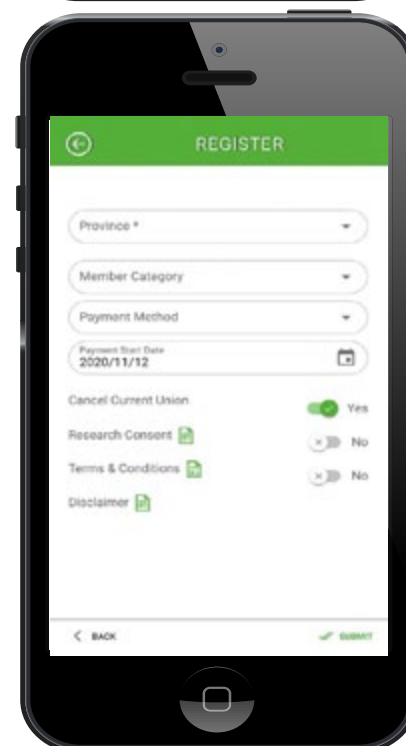 REGISTER
Province *
Member Category
Payment Method
Payment Start Date
2020/11/12
Cancel Current Union
Yes
Research Consent
No
Terms & Conditions
No
Disclaimer
BACK
SUBMIT